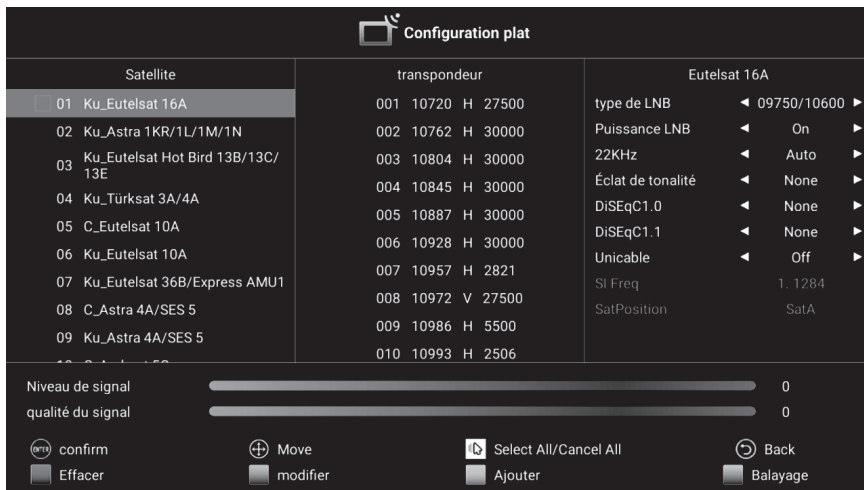 Configuration plat
Satellite
01 Ku_Eutelsat 16A
02 Ku_Astra 1KR/1L/1M/1N
03 Ku_Eutelsat Hot Bird 13B/13C/
13E
04 Ku_Türksat 3A/4A
05 C_Eutelsat 10A
06 Ku_Eutelsat 10A
07 Ku_Eutelsat 36B/Express AMU1
08 C_Astra 4A/SES 5
09 Ku_Astra 4A/SES 5
transpondeur
001 10720 H 27500
002 10762 H 30000
003 10804 H 30000
004 10845 H 30000
005 10887 H 30000
006 10928 H 30000
007 10957 H 2821
008 10972 V 27500
009 10986 H 5500
010 10993 H 2506
Eutelsat 16A
type de LNB ◄ 09750/10600 ►
Puissance LNB ◄ On ►
22KHz ◄ Auto ►
Éclat de tonalité ◄ None ►
DiSEqC1.0 ◄ None ►
DiSEqC1.1 ◄ None ►
Unicable ◄ Off ►
SI Freq 1. 1284
SatPosition SatA
Niveau de signal 0
qualité du signal 0
ENTER confirm Move Select All/Cancel All Back
Effacer modifier Ajouter Balayage